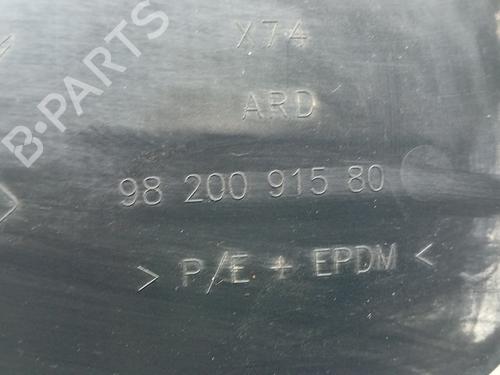 X74
ARD
98 200 915 80
> P/E + EPDM <
B-PARTS